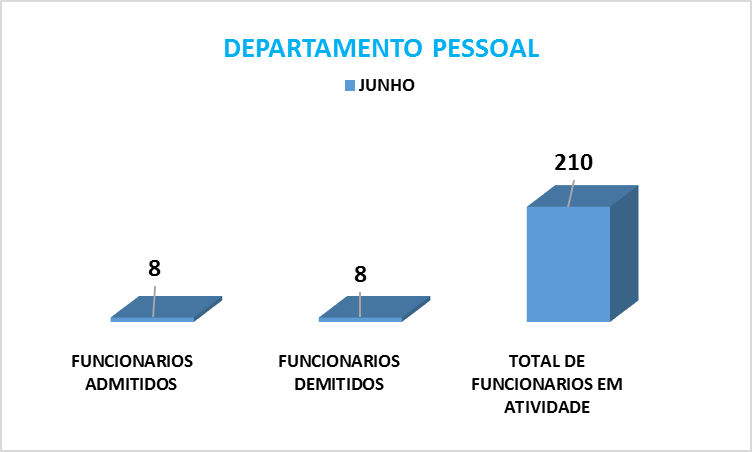 DEPARTAMENTO PESSOAL
JUNHO
8
8
210
FUNCIONARIOS
ADMITIDOS
FUNCIONARIOS
DEMITIDOS
TOTAL DE
FUNCIONARIOS EM
ATIVIDADE